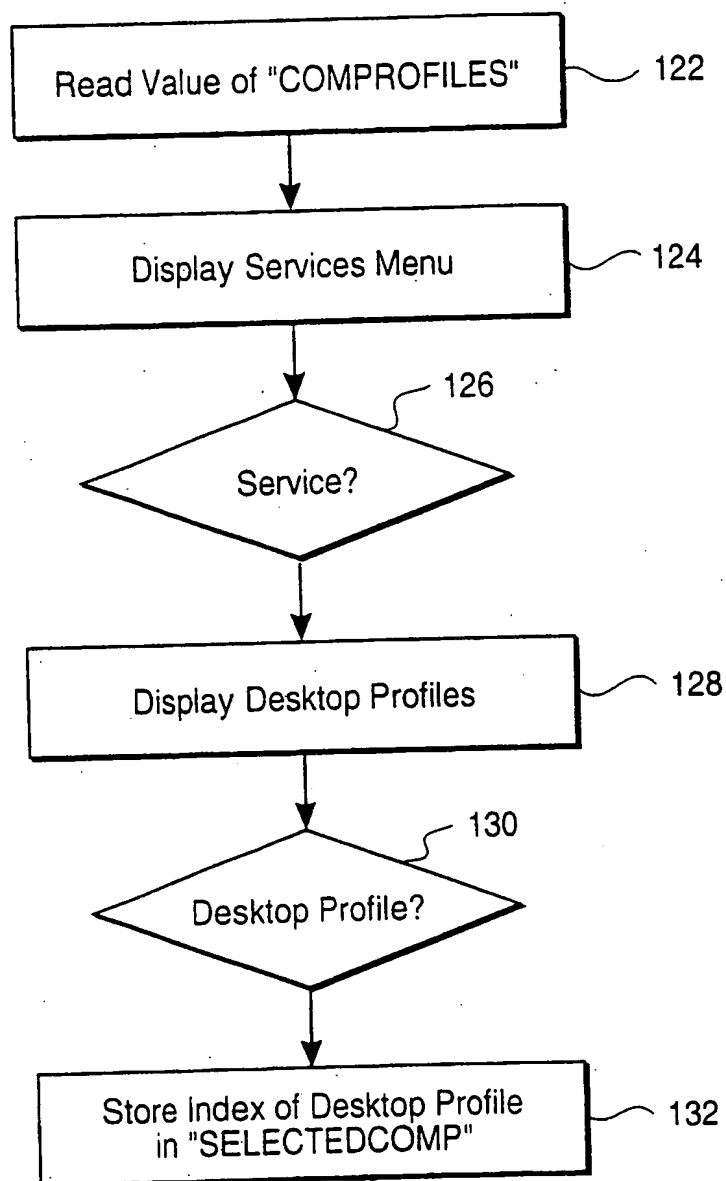 Read Value of "COMPROFILES"
122
Display Services Menu
124
126
Service?
Display Desktop Profiles
128
130
Desktop Profile?
Store Index of Desktop Profile
in "SELECTEDCOMP"
132